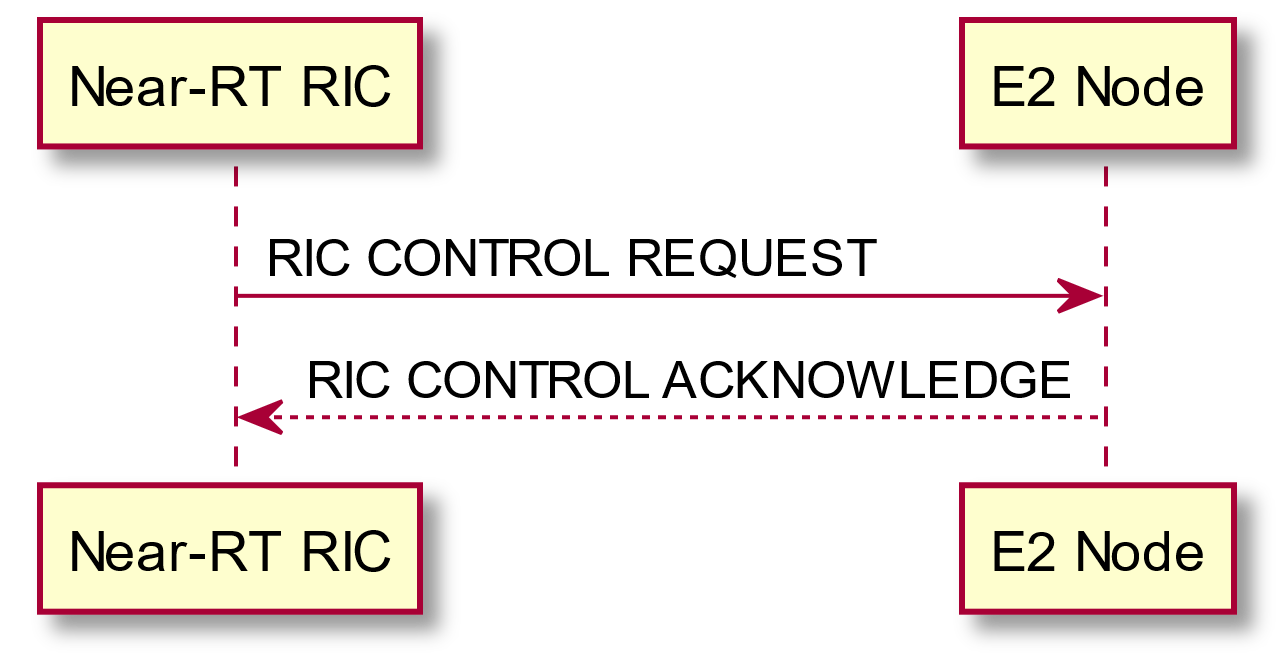 Near-RT RIC
E2 Node
RIC CONTROL REQUEST
RIC CONTROL ACKNOWLEDGE
Near-RT RIC
E2 Node